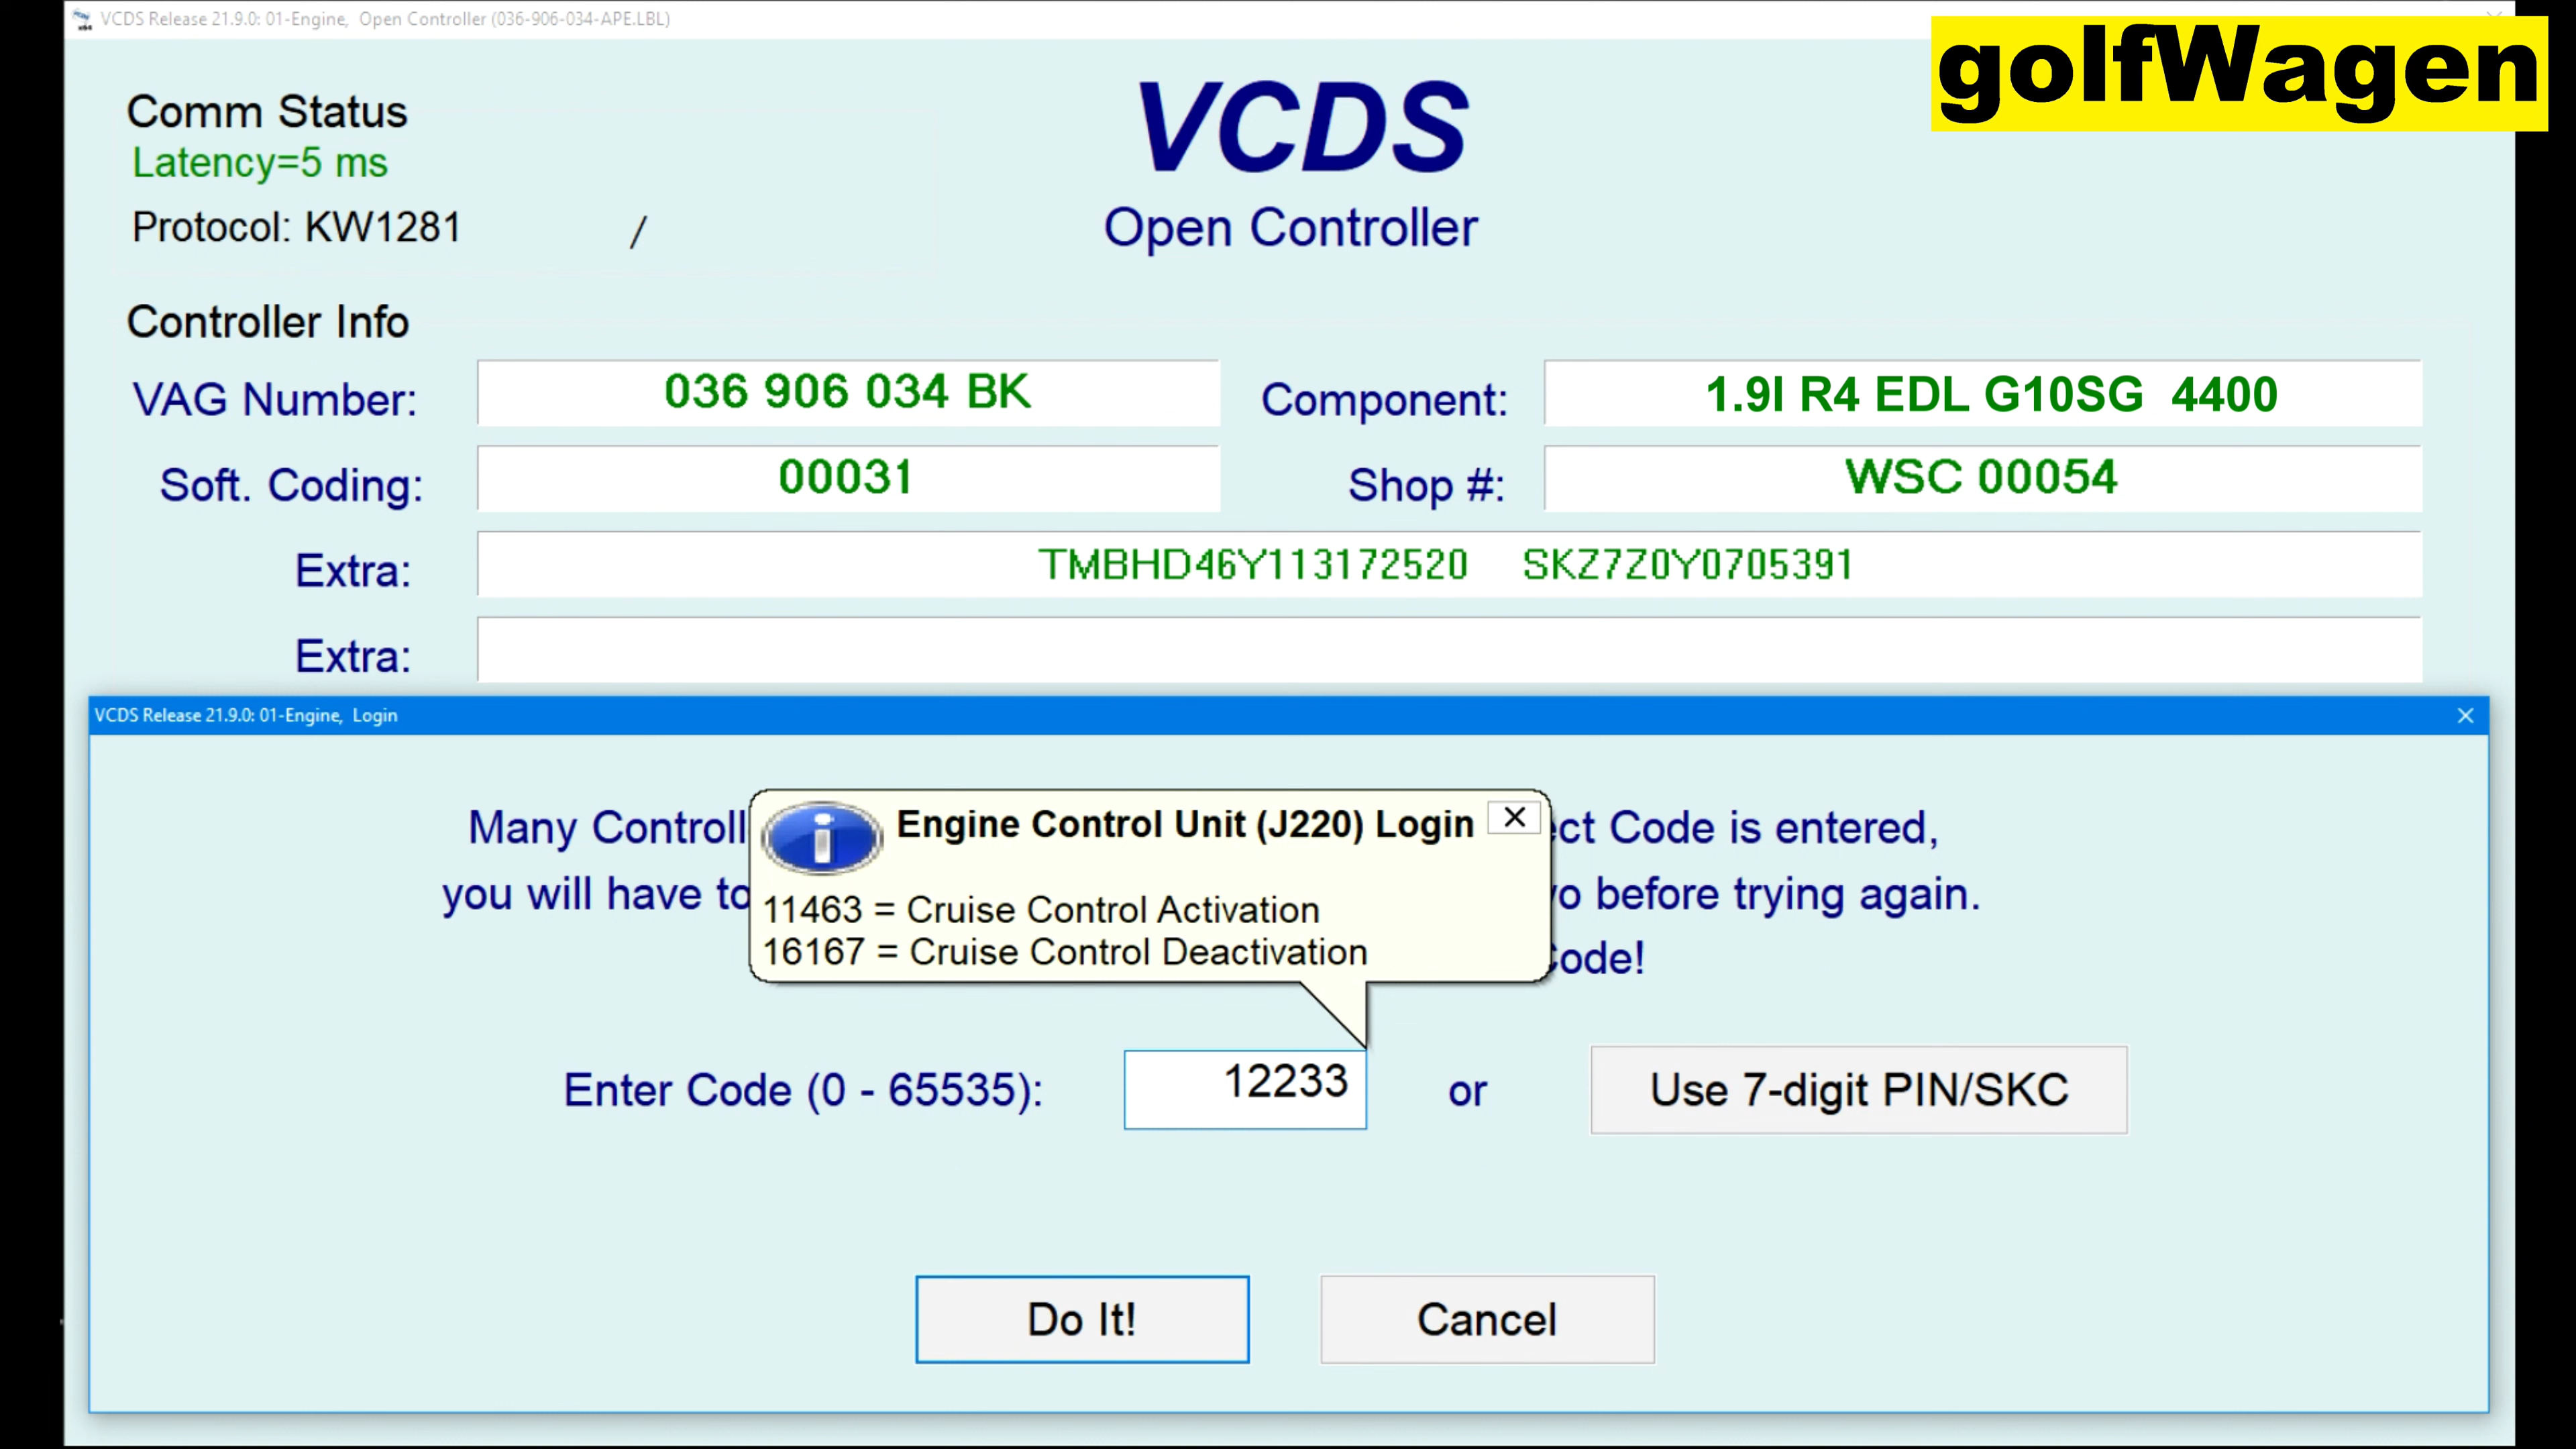 VCDS Release 21.9.0: 01-Engine, Open Controller (036-906-034-APE.LBL)
golfWagen
Comm Status
Latency=5 ms
Protocol: KW1281 /
VCDS
Open Controller
Controller Info
VAG Number: 036 906 034 BK Component: 1.9l R4 EDL G10SG 4400
Soft. Coding: 00031 Shop #: WSC 00054
Extra: TMBHD46Y113172520 SKZ7Z0Y0705391
Extra:
VCDS Release 21.9.0: 01-Engine, Login
Many Controll ct Code is entered,
you will have to o before trying again.
ode!
Engine Control Unit (J220) Login
11463 = Cruise Control Activation
16167 = Cruise Control Deactivation
Enter Code (0 - 65535): 12233 or Use 7-digit PIN/SKC
Do It! Cancel